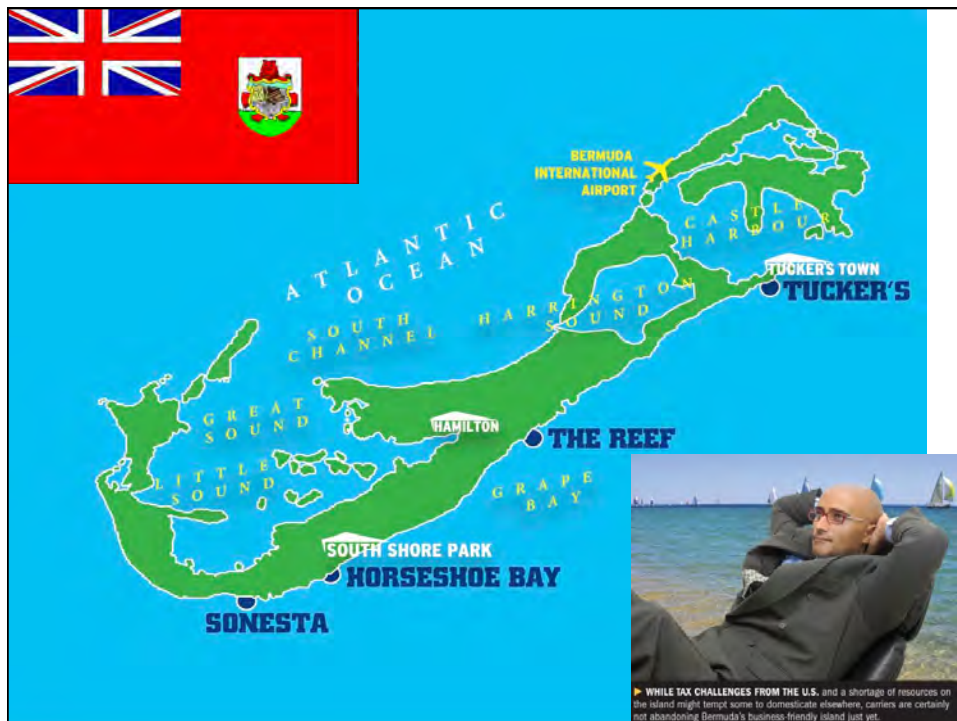 BERMUDA
INTERNATIONAL
AIRPORT
CASTLE
HARBOUR
ATLANTIC
OCEAN
TUCKER'S TOWN
TUCKER'S
SOUTH
CHANNEL
HARRINGTON
SOUND
GREAT
SOUND
HAMILTON
THE REEF
LITTLE
SOUND
GRAPE
BAY
SOUTH SHORE PARK
HORSESHOE BAY
SONESTA
► WHILE TAX CHALLENGES FROM THE U.S. and a shortage of resources on
the island might tempt some to domesticate elsewhere, carriers are certainly
not abandoning Bermuda's business-friendly island just yet.